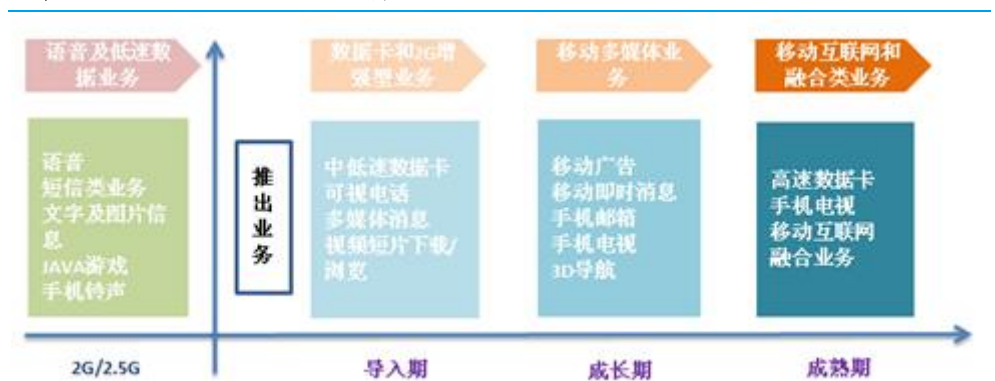 语音及低速数
据业务
数据卡和2G增
强型业务
移动多媒体业
务
移动互联网和
融合类业务
语音
短信类业务
文字及图片信
息
JAVA游戏
手机铃声
推
出
业
务
中低速数据卡
可视电话
多媒体消息
视频短片下载/
浏览
移动广告
移动即时消息
手机邮箱
手机电视
3D导航
高速数据卡
手机电视
移动互联网
融合业务
2G/2.5G
导入期
成长期
成熟期